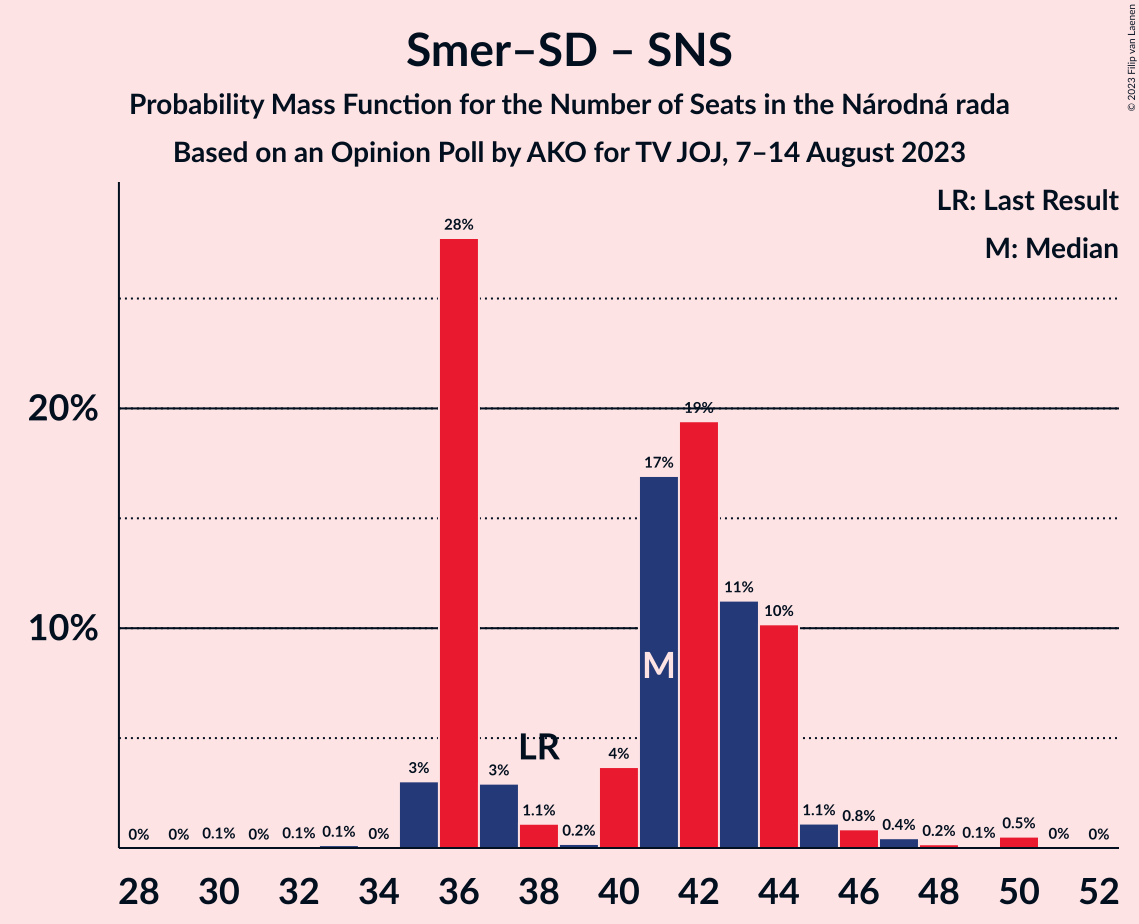 Smer–SD – SNS
Probability Mass Function for the Number of Seats in the Národná rada
Based on an Opinion Poll by AKO for TV JOJ, 7–14 August 2023
© 2023 Filip van Laenen
LR: Last Result
M: Median
20%
10%
0% 0% 0.1% 0% 0.1% 0.1% 0% 3% 28% 3% 1.1% 0.2% 4% 17% 19% 11% 10% 1.1% 0.8% 0.4% 0.2% 0.1% 0.5% 0% 0%
LR
M
28 30 32 34 36 38 40 42 44 46 48 50 52